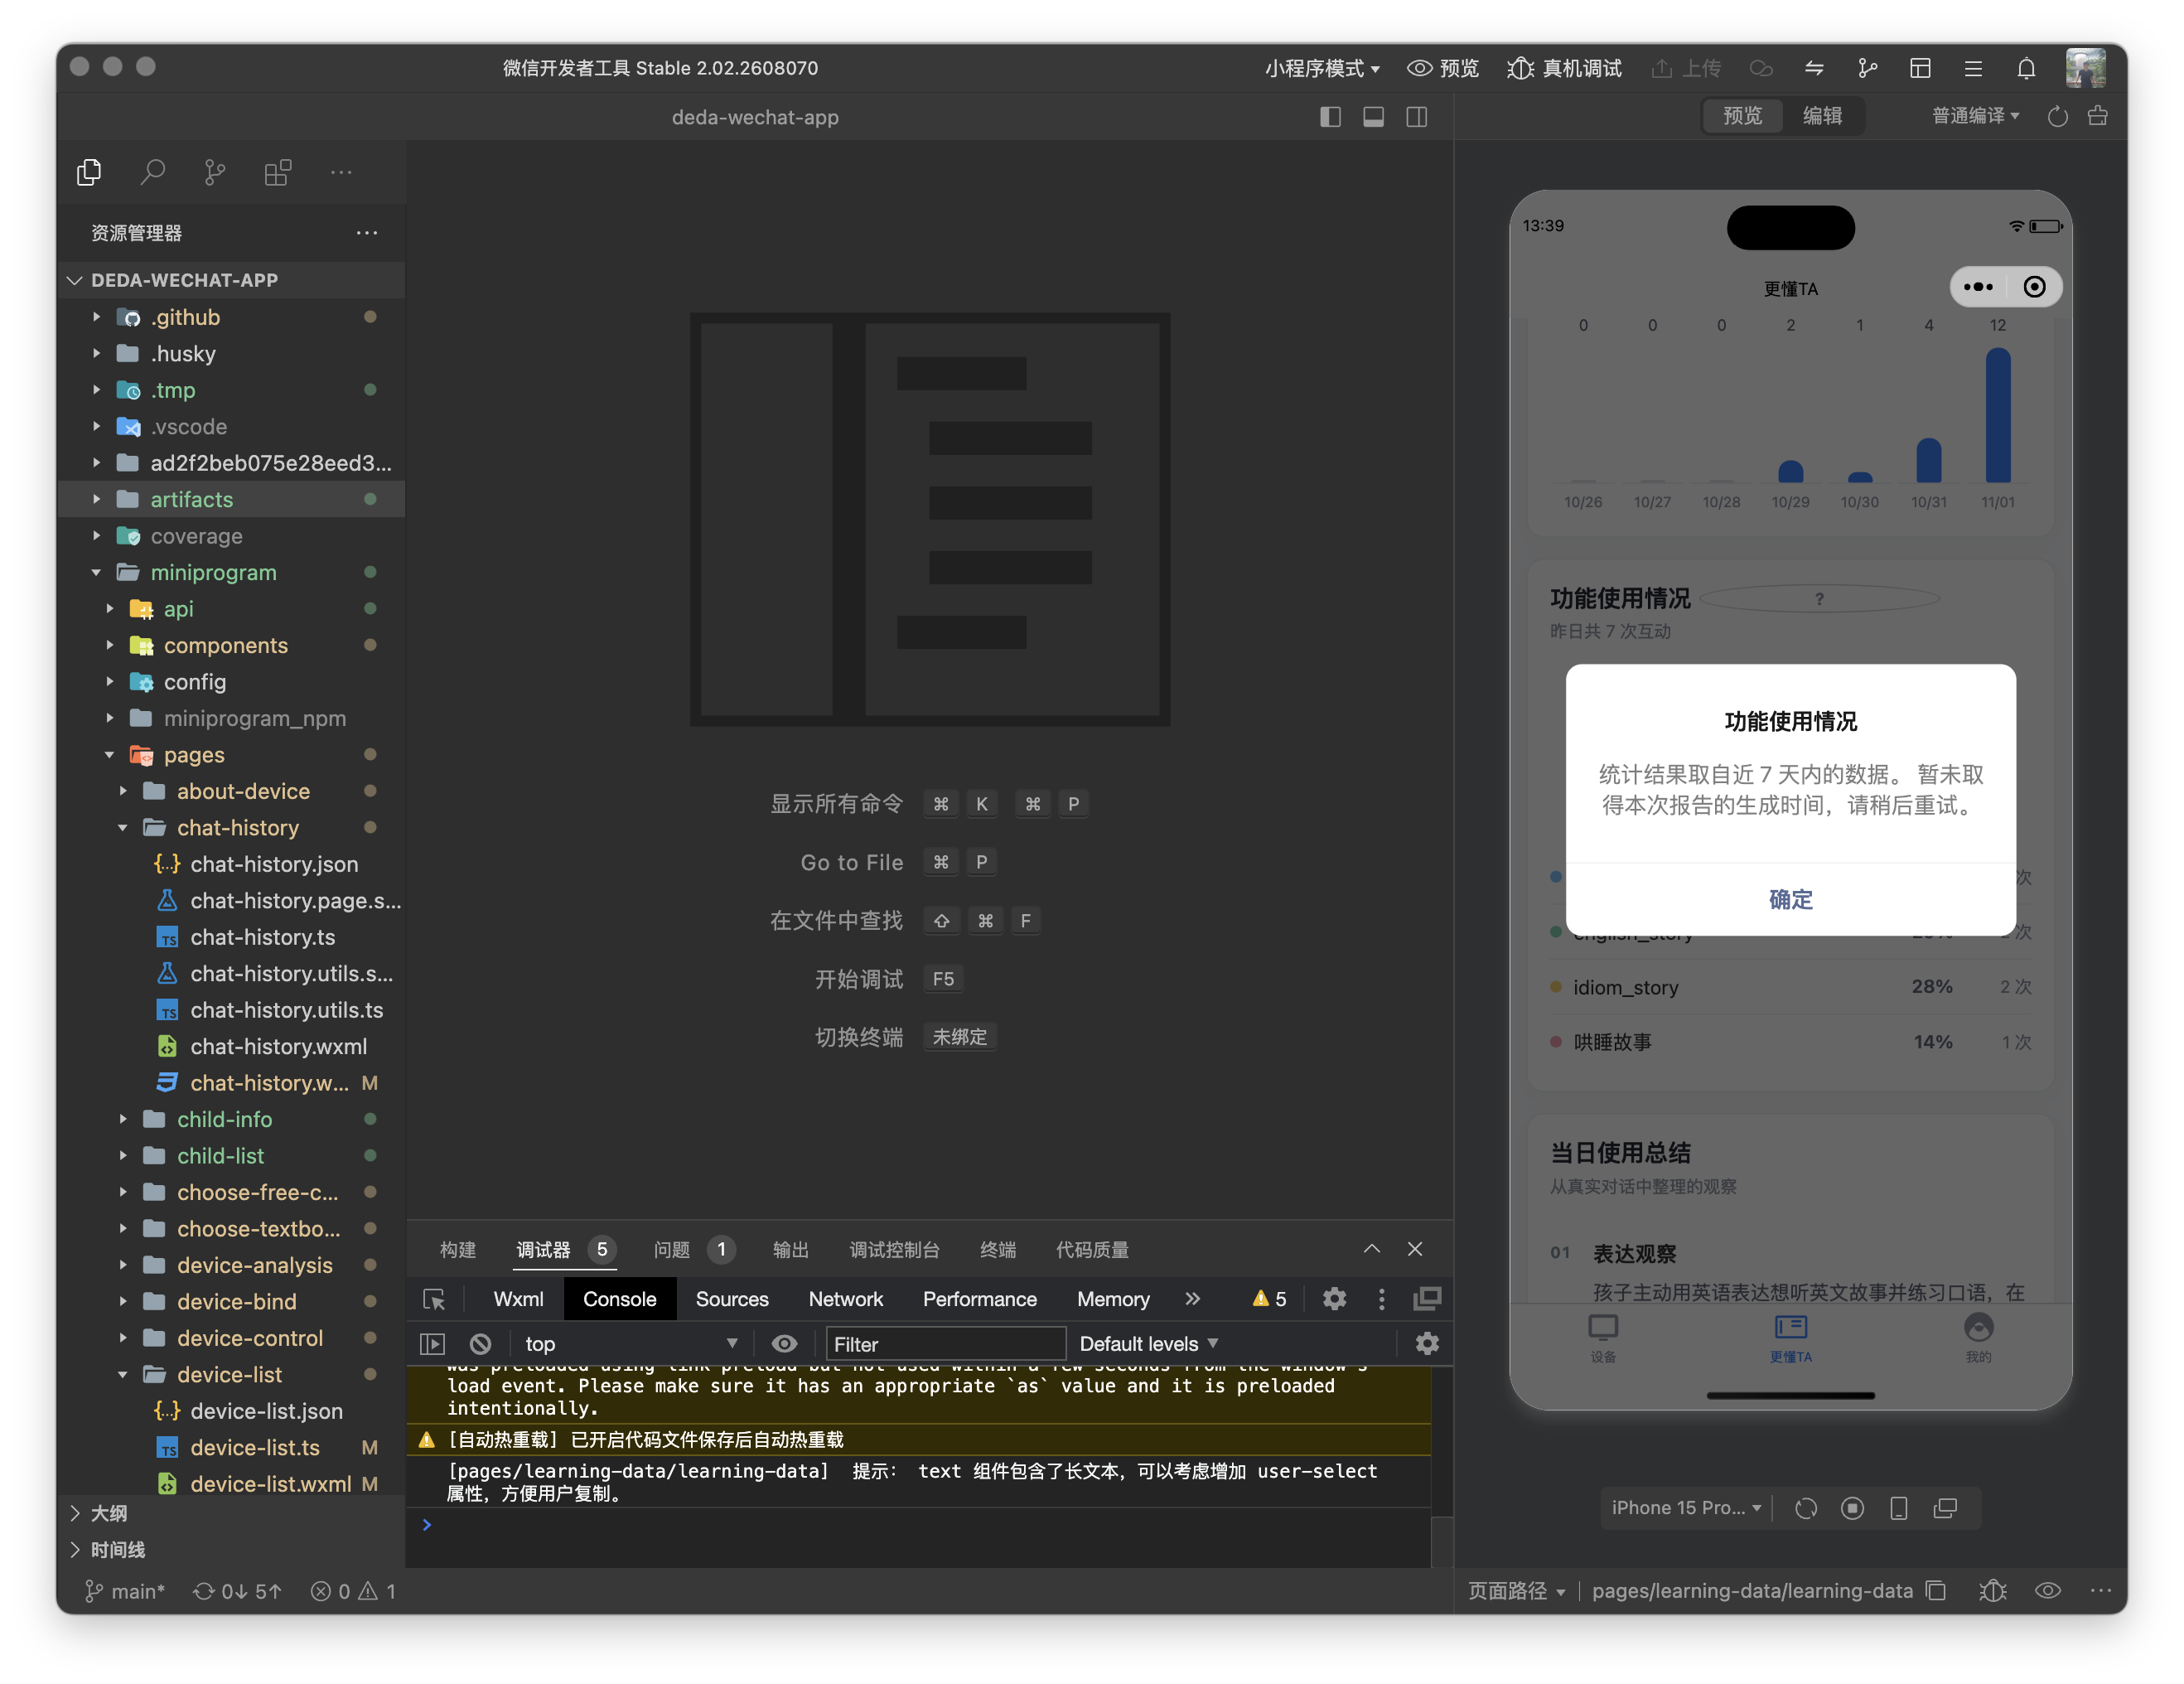 微信开发者工具 Stable 2.02.2608070
小程序模式
预览
真机调试
上传
deda-wechat-app
预览
编辑
普通编译
资源管理器
DEDA-WECHAT-APP
.github
.husky
.tmp
.vscode
ad2f2beb075e28eed3...
artifacts
coverage
miniprogram
api
components
config
miniprogram_npm
pages
about-device
chat-history
chat-history.json
chat-history.page.s...
chat-history.ts
chat-history.utils.s...
chat-history.utils.ts
chat-history.wxml
chat-history.w... M
child-info
child-list
choose-free-c...
choose-textbo...
device-analysis
device-bind
device-control
device-list
device-list.json
device-list.ts M
device-list.wxml M
大纲
时间线
main*
0↓ 5↑
0
1
显示所有命令 ⌘ K ⌘ P
Go to File ⌘ P
在文件中查找 ⇧ ⌘ F
开始调试 F5
切换终端 未绑定
构建
调试器 5
问题 1
输出
调试控制台
终端
代码质量
Wxml
Console
Sources
Network
Performance
Memory
5
top
Filter
Default levels
was preloaded using link preload but not used within a few seconds from the window's
load event. Please make sure it has an appropriate `as` value and it is preloaded
intentionally.
[自动热重载] 已开启代码文件保存后自动热重载
[pages/learning-data/learning-data] 提示: text 组件包含了长文本，可以考虑增加 user-select
属性，方便用户复制。
13:39
更懂TA
0 0 0 2 1 4 12
10/26 10/27 10/28 10/29 10/30 10/31 11/01
功能使用情况 ?
昨日共 7 次互动
功能使用情况
统计结果取自近 7 天内的数据。 暂未取
得本次报告的生成时间，请稍后重试。
确定
次
english_story 次
idiom_story 28% 2 次
哄睡故事 14% 1 次
当日使用总结
从真实对话中整理的观察
01 表达观察
孩子主动用英语表达想听英文故事并练习口语，在
设备
更懂TA
我的
iPhone 15 Pro...
页面路径
pages/learning-data/learning-data